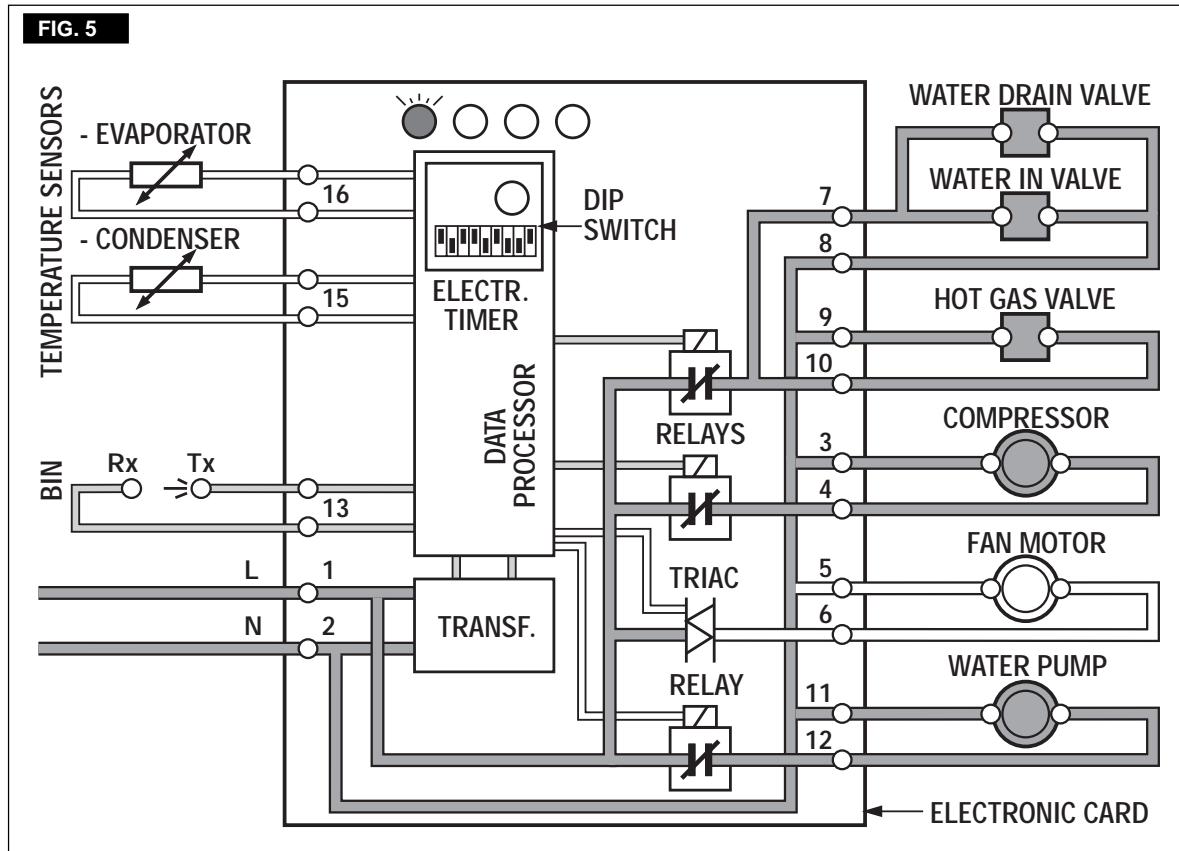 FIG. 5
TEMPERATURE SENSORS
- EVAPORATOR
16
- CONDENSER
15
BIN
Rx
Tx
13
L
1
N
2
DIP
SWITCH
ELECTR.
TIMER
DATA
PROCESSOR
TRANSF.
RELAYS
TRIAC
RELAY
WATER DRAIN VALVE
WATER IN VALVE
7
8
HOT GAS VALVE
9
10
COMPRESSOR
3
4
FAN MOTOR
5
6
WATER PUMP
11
12
ELECTRONIC CARD